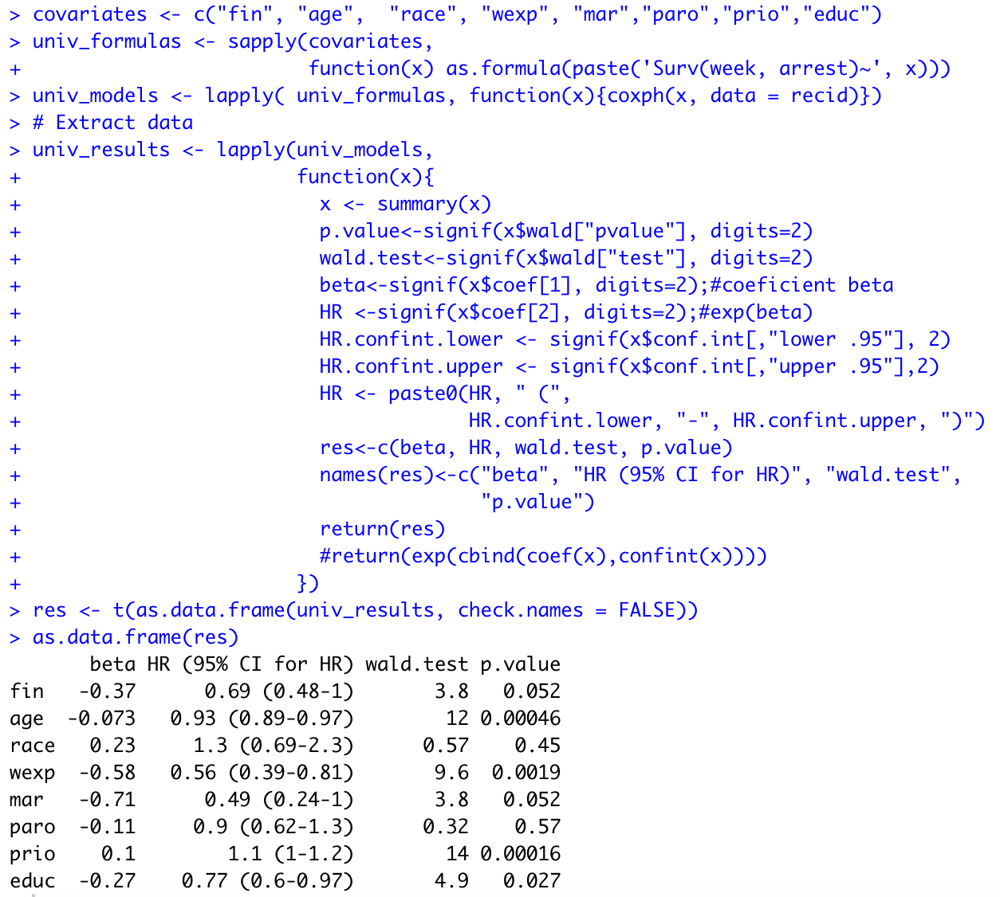 > covariates <- c("fin", "age",  "race", "wexp", "mar","paro","prio","educ")
> univ_formulas <- sapply(covariates,
+                         function(x) as.formula(paste('Surv(week, arrest)~', x)))
> univ_models <- lapply( univ_formulas, function(x){coxph(x, data = recid)})
> # Extract data
> univ_results <- lapply(univ_models,
+                        function(x){
+                          x <- summary(x)
+                          p.value<-signif(x$wald["pvalue"], digits=2)
+                          wald.test<-signif(x$wald["test"], digits=2)
+                          beta<-signif(x$coef[1], digits=2);#coeficient beta
+                          HR <-signif(x$coef[2], digits=2);#exp(beta)
+                          HR.confint.lower <- signif(x$conf.int[,"lower .95"], 2)
+                          HR.confint.upper <- signif(x$conf.int[,"upper .95"],2)
+                          HR <- paste0(HR, " (",
+                                       HR.confint.lower, "-", HR.confint.upper, ")")
+                          res<-c(beta, HR, wald.test, p.value)
+                          names(res)<-c("beta", "HR (95% CI for HR)", "wald.test",
+                                        "p.value")
+                          return(res)
+                          #return(exp(cbind(coef(x),confint(x))))
+                        })
> res <- t(as.data.frame(univ_results, check.names = FALSE))
> as.data.frame(res)
       beta HR (95% CI for HR) wald.test p.value
fin   -0.37      0.69 (0.48-1)       3.8   0.052
age  -0.073   0.93 (0.89-0.97)        12 0.00046
race   0.23     1.3 (0.69-2.3)      0.57    0.45
wexp  -0.58   0.56 (0.39-0.81)       9.6  0.0019
mar   -0.71      0.49 (0.24-1)       3.8   0.052
paro  -0.11     0.9 (0.62-1.3)      0.32    0.57
prio    0.1        1.1 (1-1.2)        14 0.00016
educ  -0.27    0.77 (0.6-0.97)       4.9   0.027